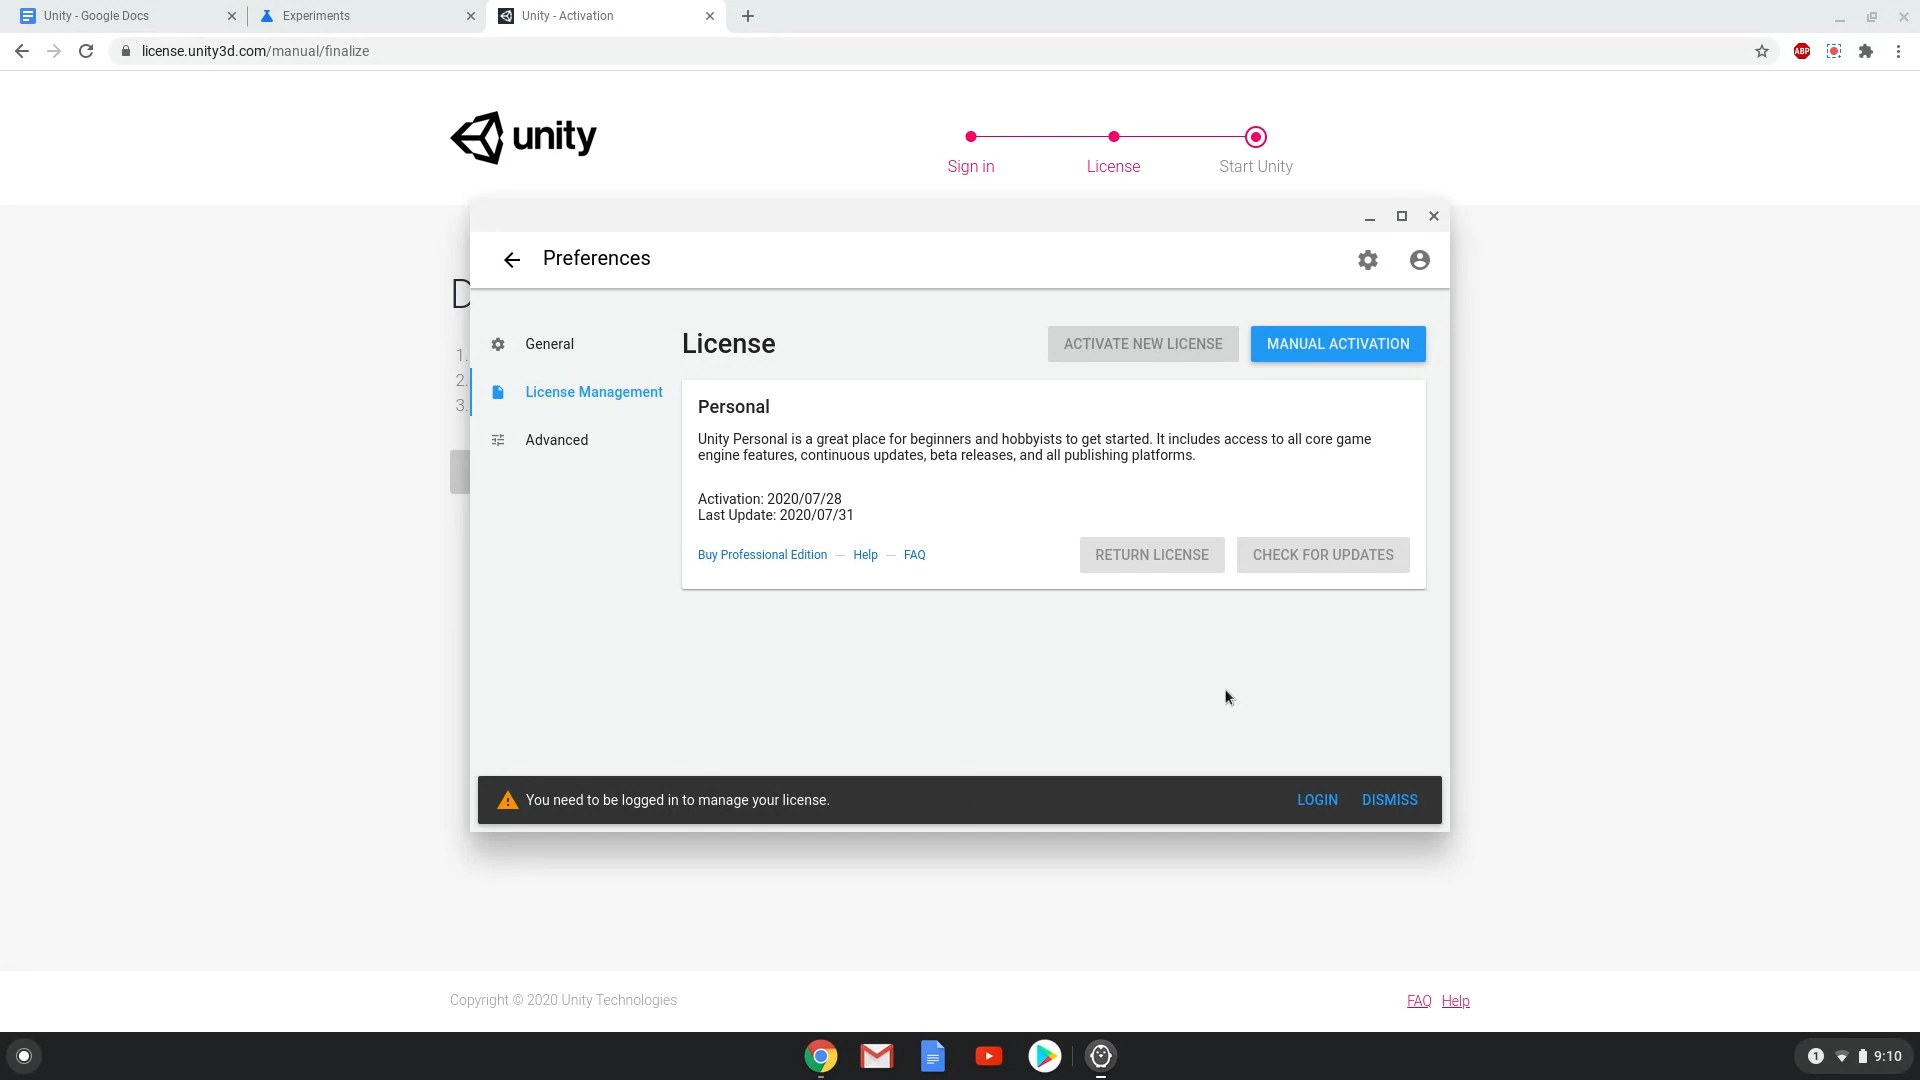 Unity - Google Docs
Experiments
Unity - Activation
license.unity3d.com/manual/finalize
ABP
unity
Sign in
License
Start Unity
Preferences
D
1.
2.
3.
General
License Management
Advanced
License
ACTIVATE NEW LICENSE
MANUAL ACTIVATION
Personal
Unity Personal is a great place for beginners and hobbyists to get started. It includes access to all core game
engine features, continuous updates, beta releases, and all publishing platforms.
Activation: 2020/07/28
Last Update: 2020/07/31
Buy Professional Edition — Help — FAQ
RETURN LICENSE
CHECK FOR UPDATES
You need to be logged in to manage your license.
LOGIN
DISMISS
Copyright © 2020 Unity Technologies
FAQ Help
1
9:10